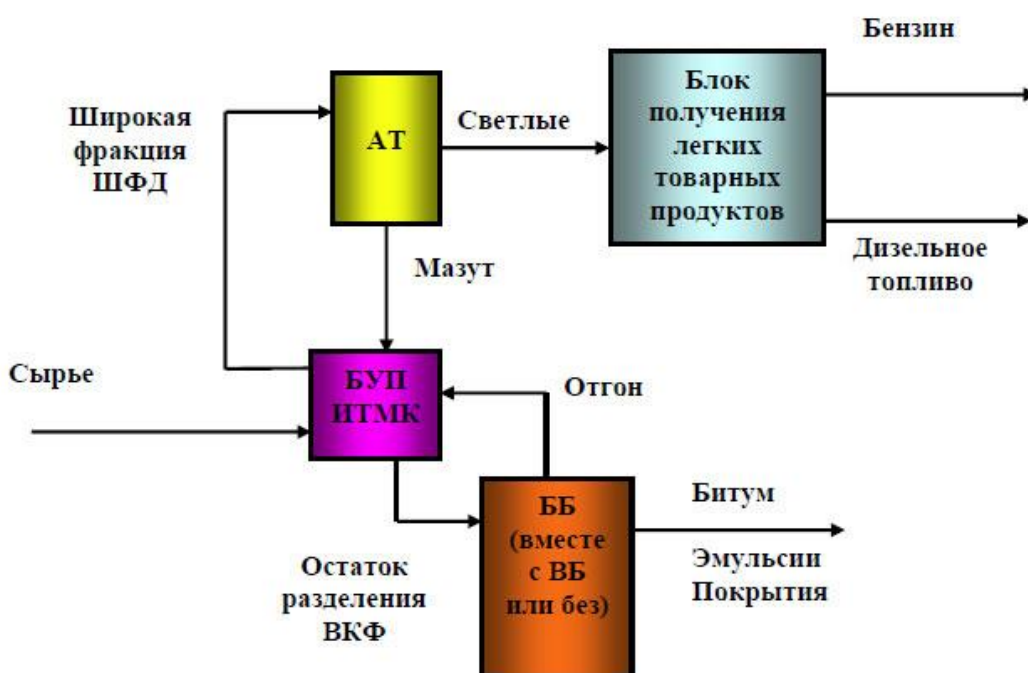 Бензин
Широкая
фракция
ШФД
АТ
Светлые
Блок
получения
легких
товарных
продуктов
Дизельное
топливо
Мазут
Сырье
БУП
ИТМК
Отгон
Остаток
разделения
ВКФ
ББ
(вместе
с ВБ
или без)
Битум
Эмульсии
Покрытия